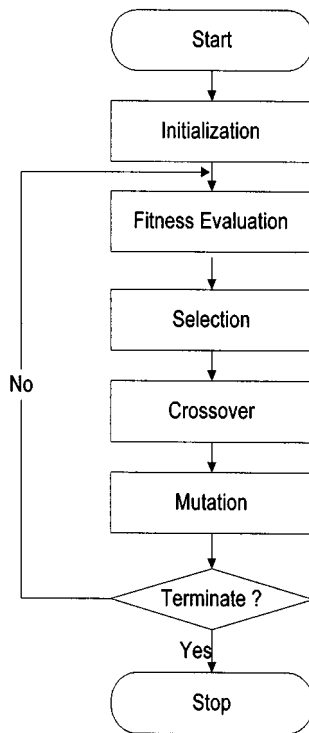 Start
Initialization
Fitness Evaluation
Selection
No
Crossover
Mutation
Terminate ?
Yes
Stop